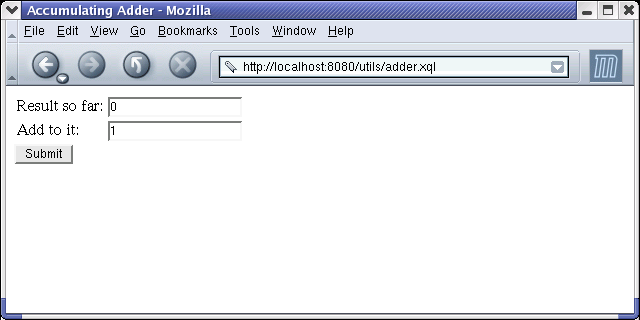 Accumulating Adder - Mozilla
File Edit View Go Bookmarks Tools Window Help
http://localhost:8080/utils/adder.xql
Result so far: 0
Add to it: 1
Submit